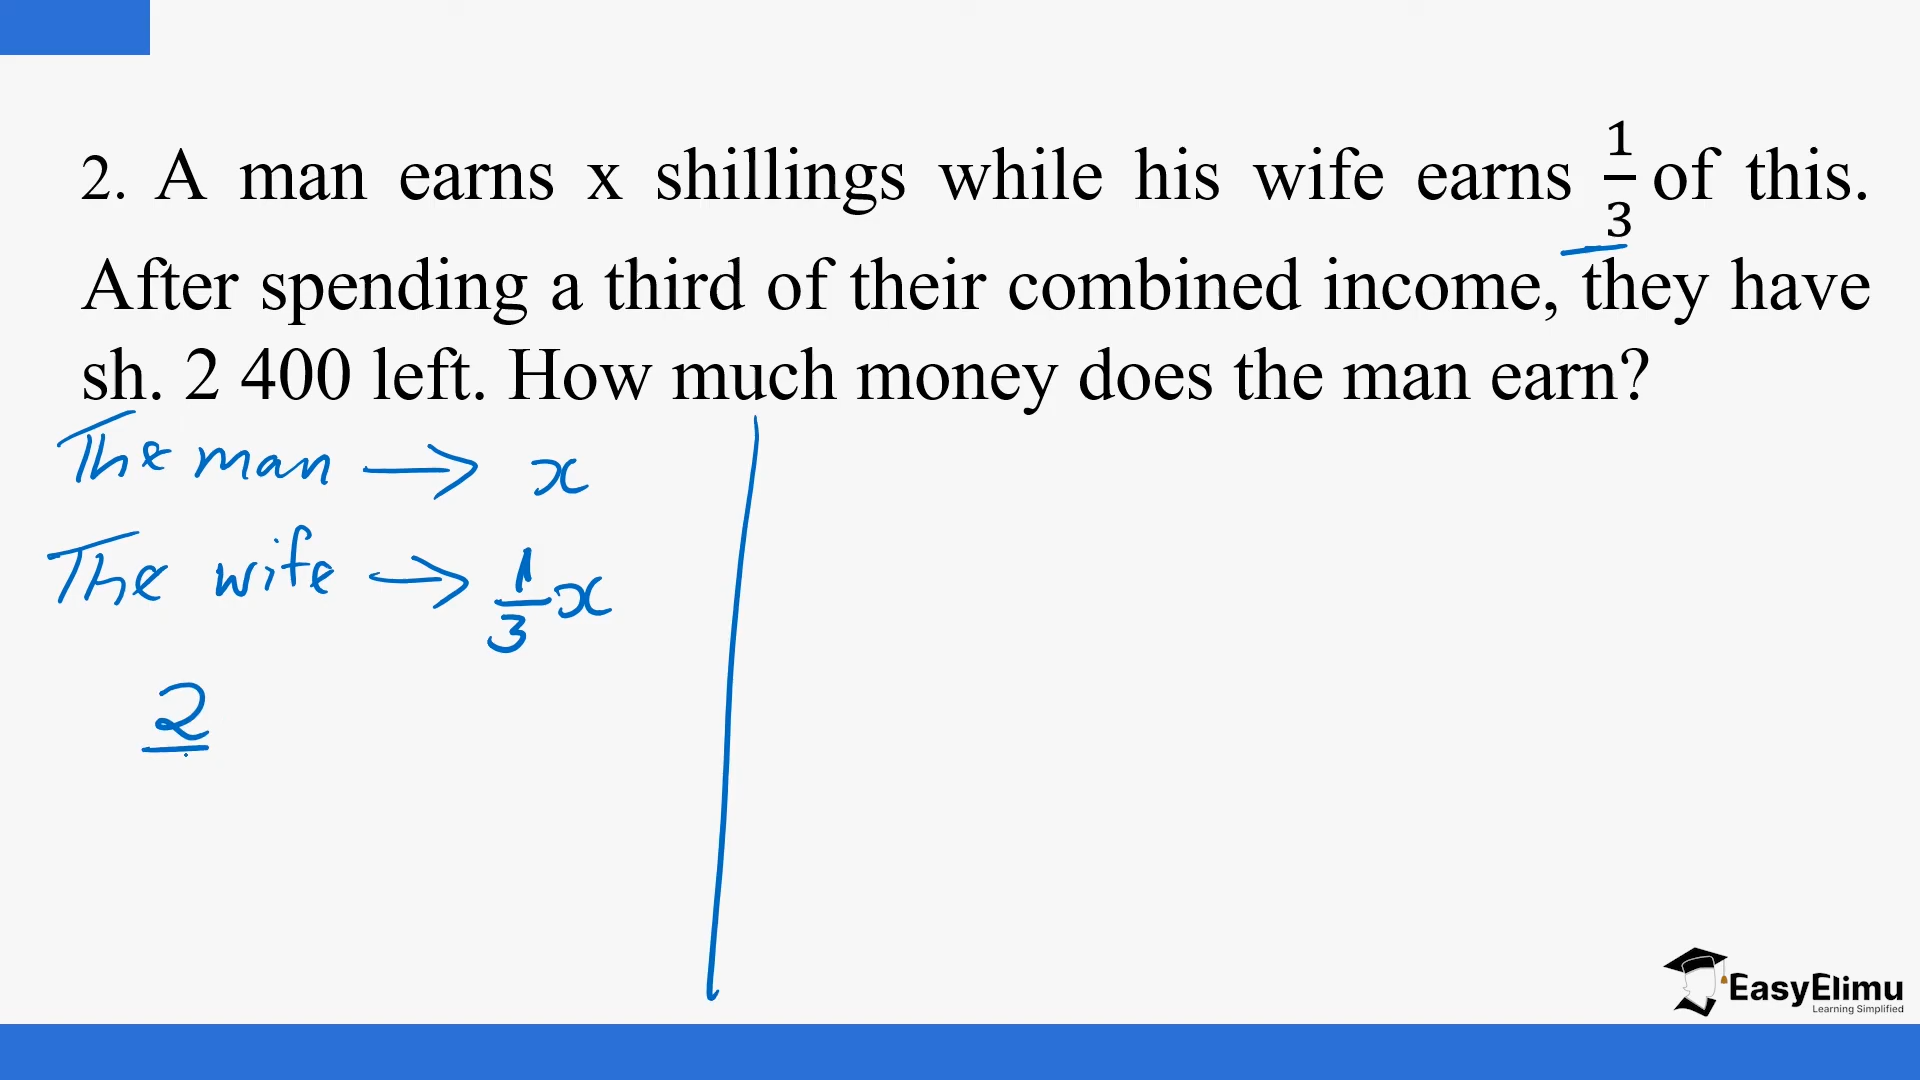 2. A man earns x shillings while his wife earns 1/3 of this.
After spending a third of their combined income, they have
sh. 2 400 left. How much money does the man earn?
The man → x
The wife → 1/3 x
2
EasyElimu
Learning Simplified